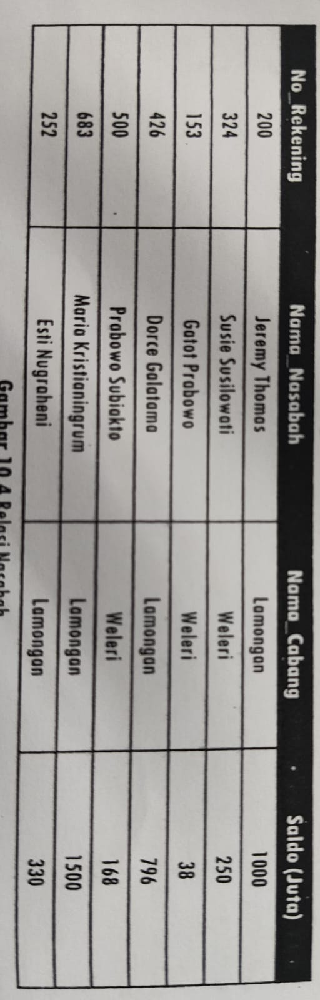 No_Rekening Nama_Nasabah Nama_Cabang Saldo (Juta)
200 Jeremy Thomas Lamongan 1000
324 Susie Susilowati Weleri 250
153 Gatot Prabowo Weleri 38
426 Dorce Galatama Lamongan 796
500 Prabowo Subiakto Weleri 168
683 Maria Kristianingrum Lamongan 1500
252 Esti Nugraheni Lamongan 330
Gambar 10.4 Relasi Nasabah